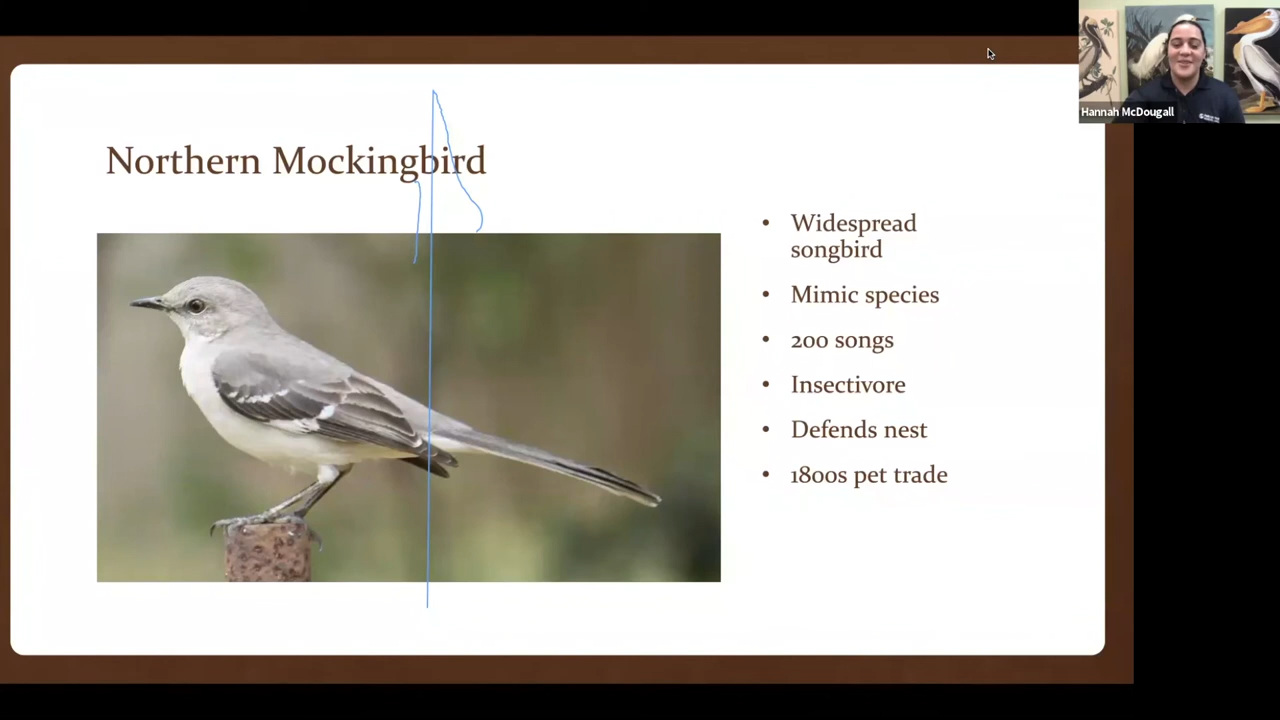 Hannah McDougall
Northern Mockingbird
• Widespread
songbird
• Mimic species
• 200 songs
• Insectivore
• Defends nest
• 1800s pet trade